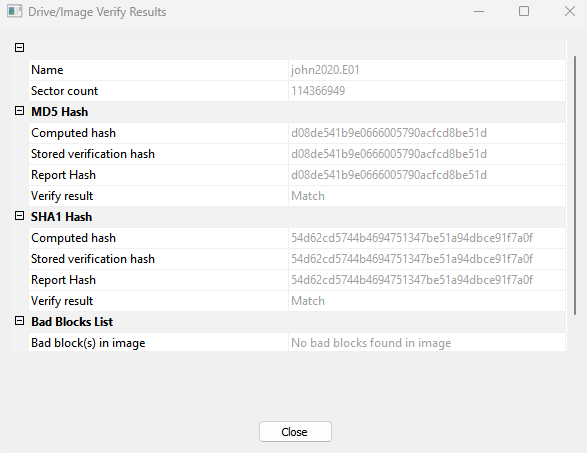 Drive/Image Verify Results
Name john2020.E01
Sector count 114366949
MD5 Hash
Computed hash d08de541b9e0666005790acfcd8be51d
Stored verification hash d08de541b9e0666005790acfcd8be51d
Report Hash d08de541b9e0666005790acfcd8be51d
Verify result Match
SHA1 Hash
Computed hash 54d62cd5744b4694751347be51a94dbce91f7a0f
Stored verification hash 54d62cd5744b4694751347be51a94dbce91f7a0f
Report Hash 54d62cd5744b4694751347be51a94dbce91f7a0f
Verify result Match
Bad Blocks List
Bad block(s) in image No bad blocks found in image
Close